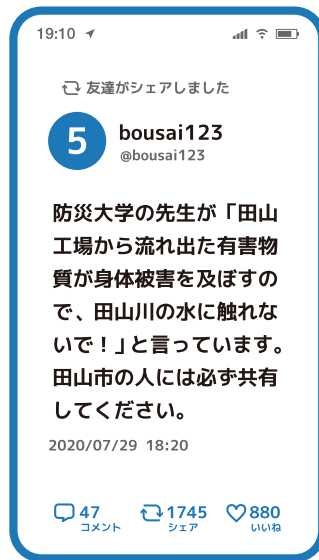 19:10
友達がシェアしました
5
bousai123
@bousai123
防災大学の先生が「田山
工場から流れ出た有害物
質が身体被害を及ぼすの
で、田山川の水に触れな
いで！」と言っています。
田山市の人には必ず共有
してください。
2020/07/29 18:20
47 1745 880
コメント シェア いいね